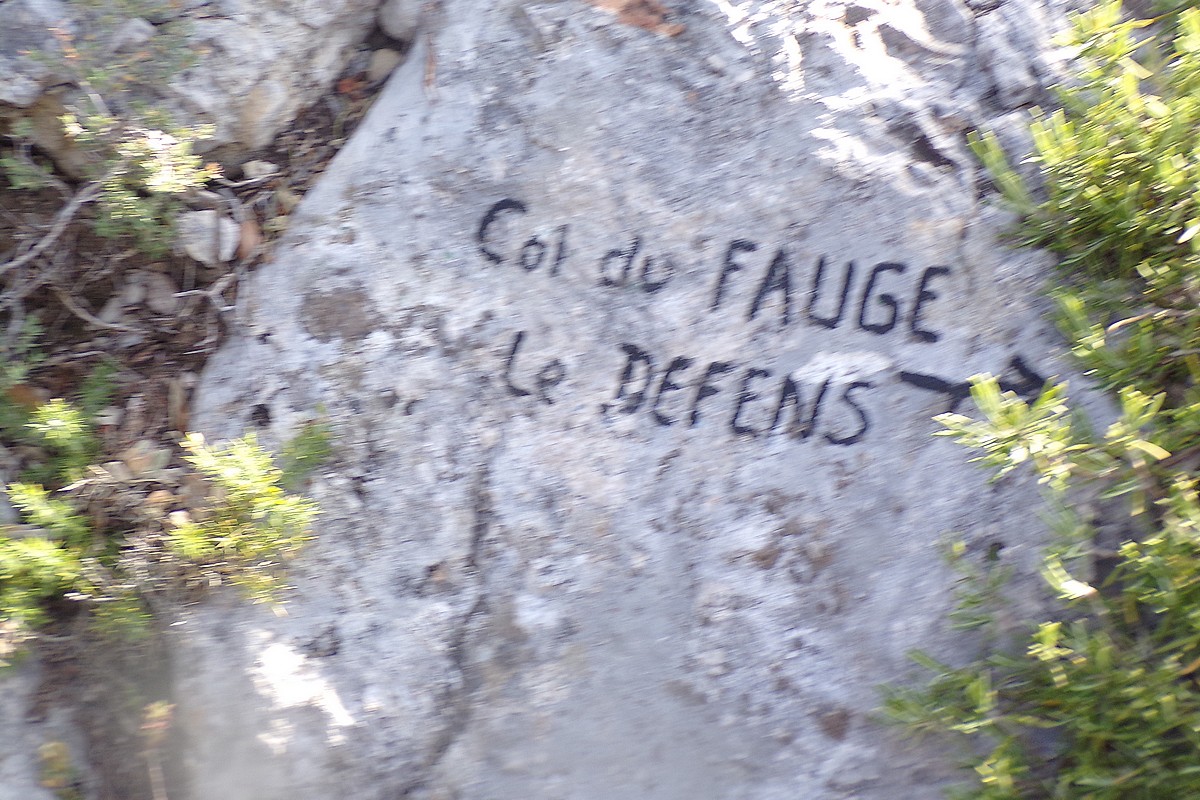 Col du FAUGE
Le DEFENS →